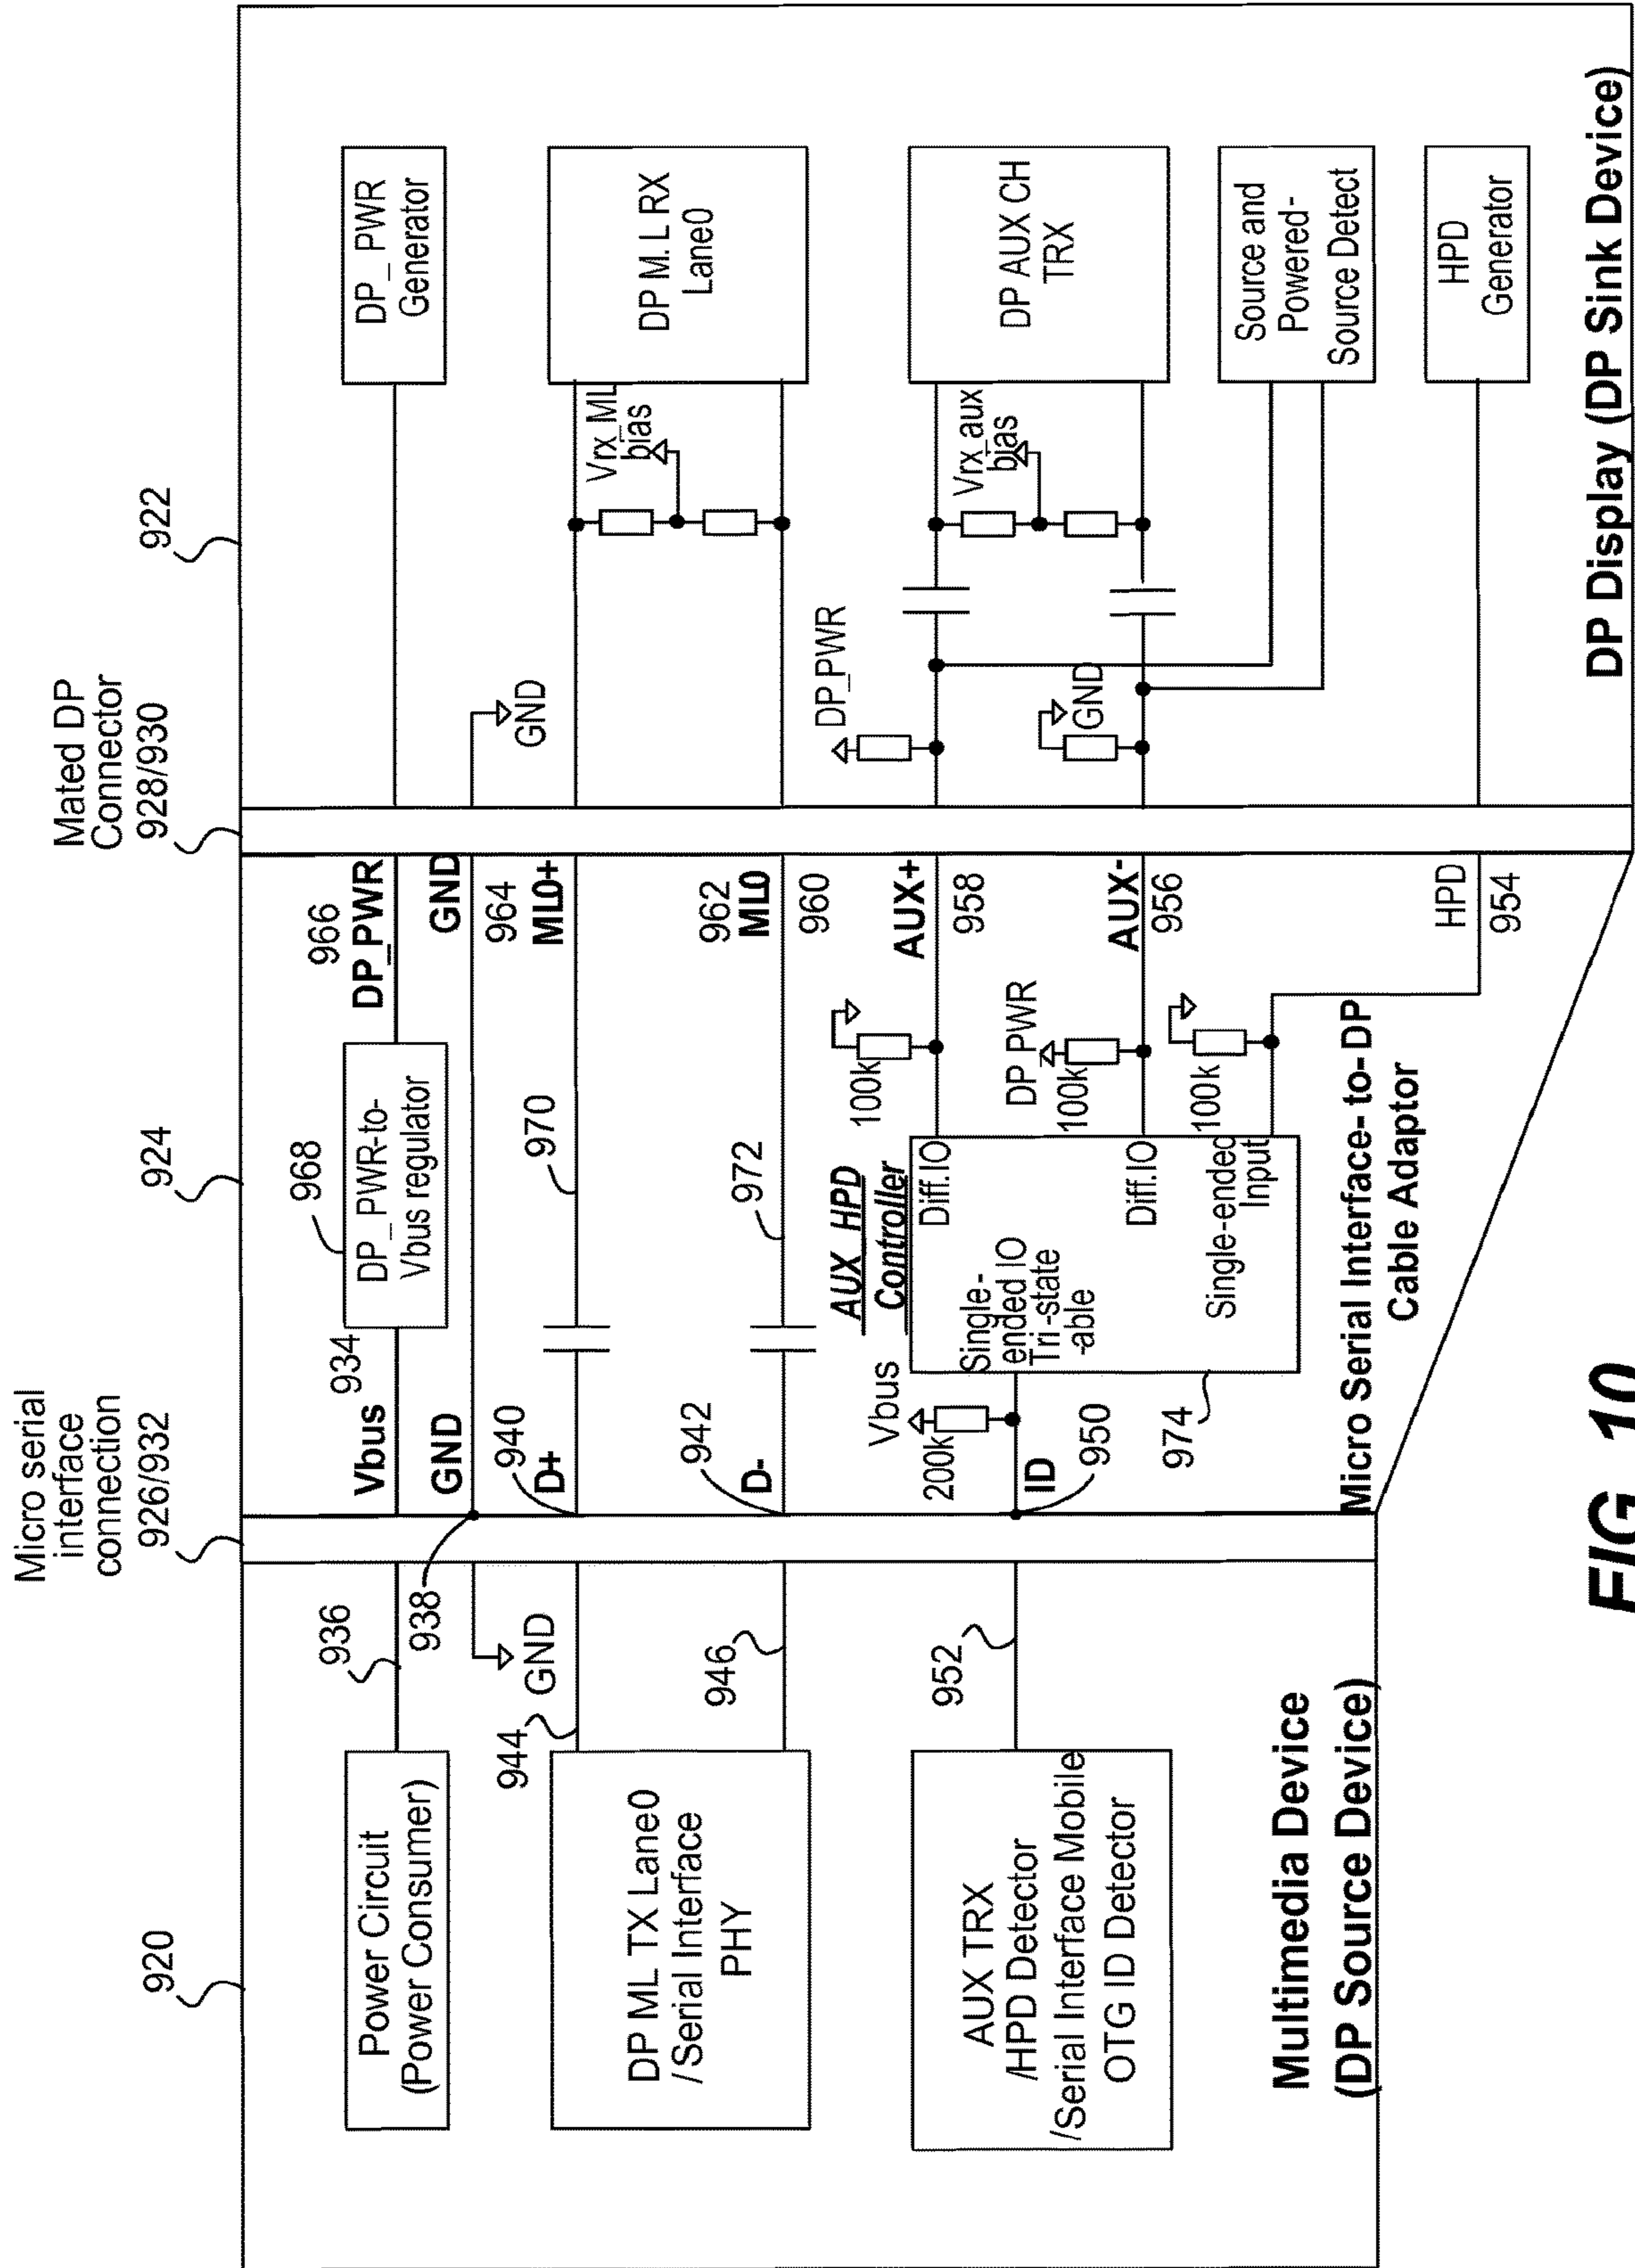 Micro serial
interface
connection
926/932
Mated DP
Connector
928/930
920
924
922
Power Circuit
(Power Consumer)
936
938
GND
944
DP ML TX Lane0
/Serial Interface
PHY
946
952
AUX TRX
/HPD Detector
/Serial Interface Mobile
OTG ID Detector
Multimedia Device
(DP Source Device)
Vbus
934
968
DP_PWR-to-
Vbus regulator
966
DP_PWR
GND
GND
964
940
D+
970
ML0+
962
942
D-
972
ML0
960
AUX HPD
Controller
Vbus
200k
ID
950
974
Single-
ended IO
Tri-state
-able
Diff.IO
Diff.IO
Single-ended
Input
100k
DP PWR
100k
100k
AUX+
958
AUX-
956
HPD
954
Micro Serial Interface-to-DP
Cable Adaptor
DP_PWR
Generator
GND
Vrx_ML
bias
DP M. L RX
Lane0
DP_PWR
Vrx_aux
bias
DP AUX CH
TRX
GND
Source and
Powered-
Source Detect
HPD
Generator
DP Display (DP Sink Device)
FIG 10